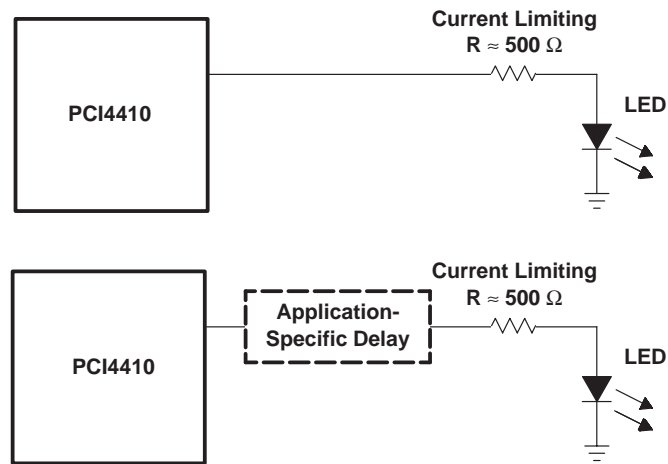 Current Limiting
R ≈ 500 Ω
PCI4410
LED
Current Limiting
R ≈ 500 Ω
Application-
Specific Delay
PCI4410
LED